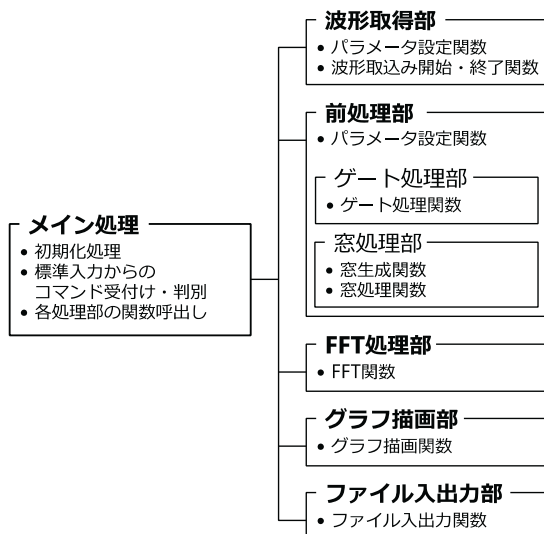 メイン処理
• 初期化処理
• 標準入力からの
コマンド受付け・判別
• 各処理部の関数呼出し
波形取得部
• パラメータ設定関数
• 波形取込み開始・終了関数
前処理部
• パラメータ設定関数
ゲート処理部
• ゲート処理関数
窓処理部
• 窓生成関数
• 窓処理関数
FFT処理部
• FFT関数
グラフ描画部
• グラフ描画関数
ファイル入出力部
• ファイル入出力関数